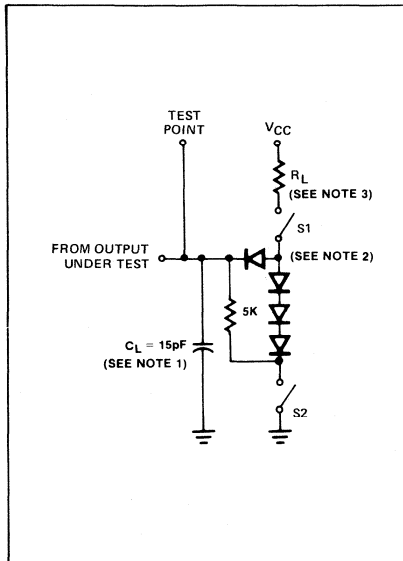 TEST
POINT
VCC
RL
(SEE NOTE 3)
S1
FROM OUTPUT
UNDER TEST
(SEE NOTE 2)
5K
CL = 15pF
(SEE NOTE 1)
S2